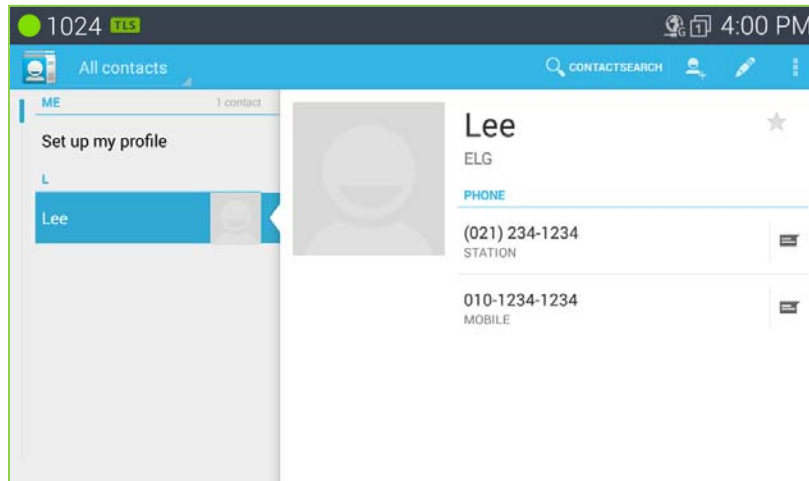 1024 TLS
G 1 4:00 PM
All contacts
CONTACTSEARCH
ME
1 contact
Set up my profile
L
Lee
Lee
ELG
PHONE
(021) 234-1234
STATION
010-1234-1234
MOBILE